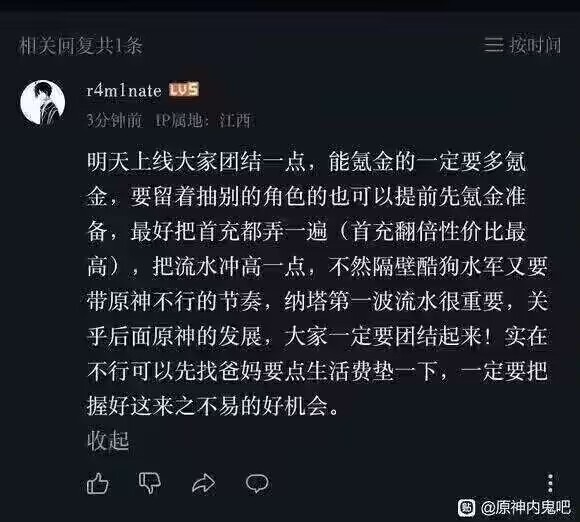 相关回复共1条
按时间
r4m1nate LV5
3分钟前 IP属地：江西
明天上线大家团结一点，能氪金的一定要多氪
金，要留着抽别的角色的也可以提前先氪金准
备，最好把首充都弄一遍（首充翻倍性价比最
高），把流水冲高一点，不然隔壁酷狗水军又要
带原神不行的节奏，纳塔第一波流水很重要，关
乎后面原神的发展，大家一定要团结起来！实在
不行可以先找爸妈要点生活费垫一下，一定要把
握好这来之不易的好机会。
收起
贴 @原神内鬼吧